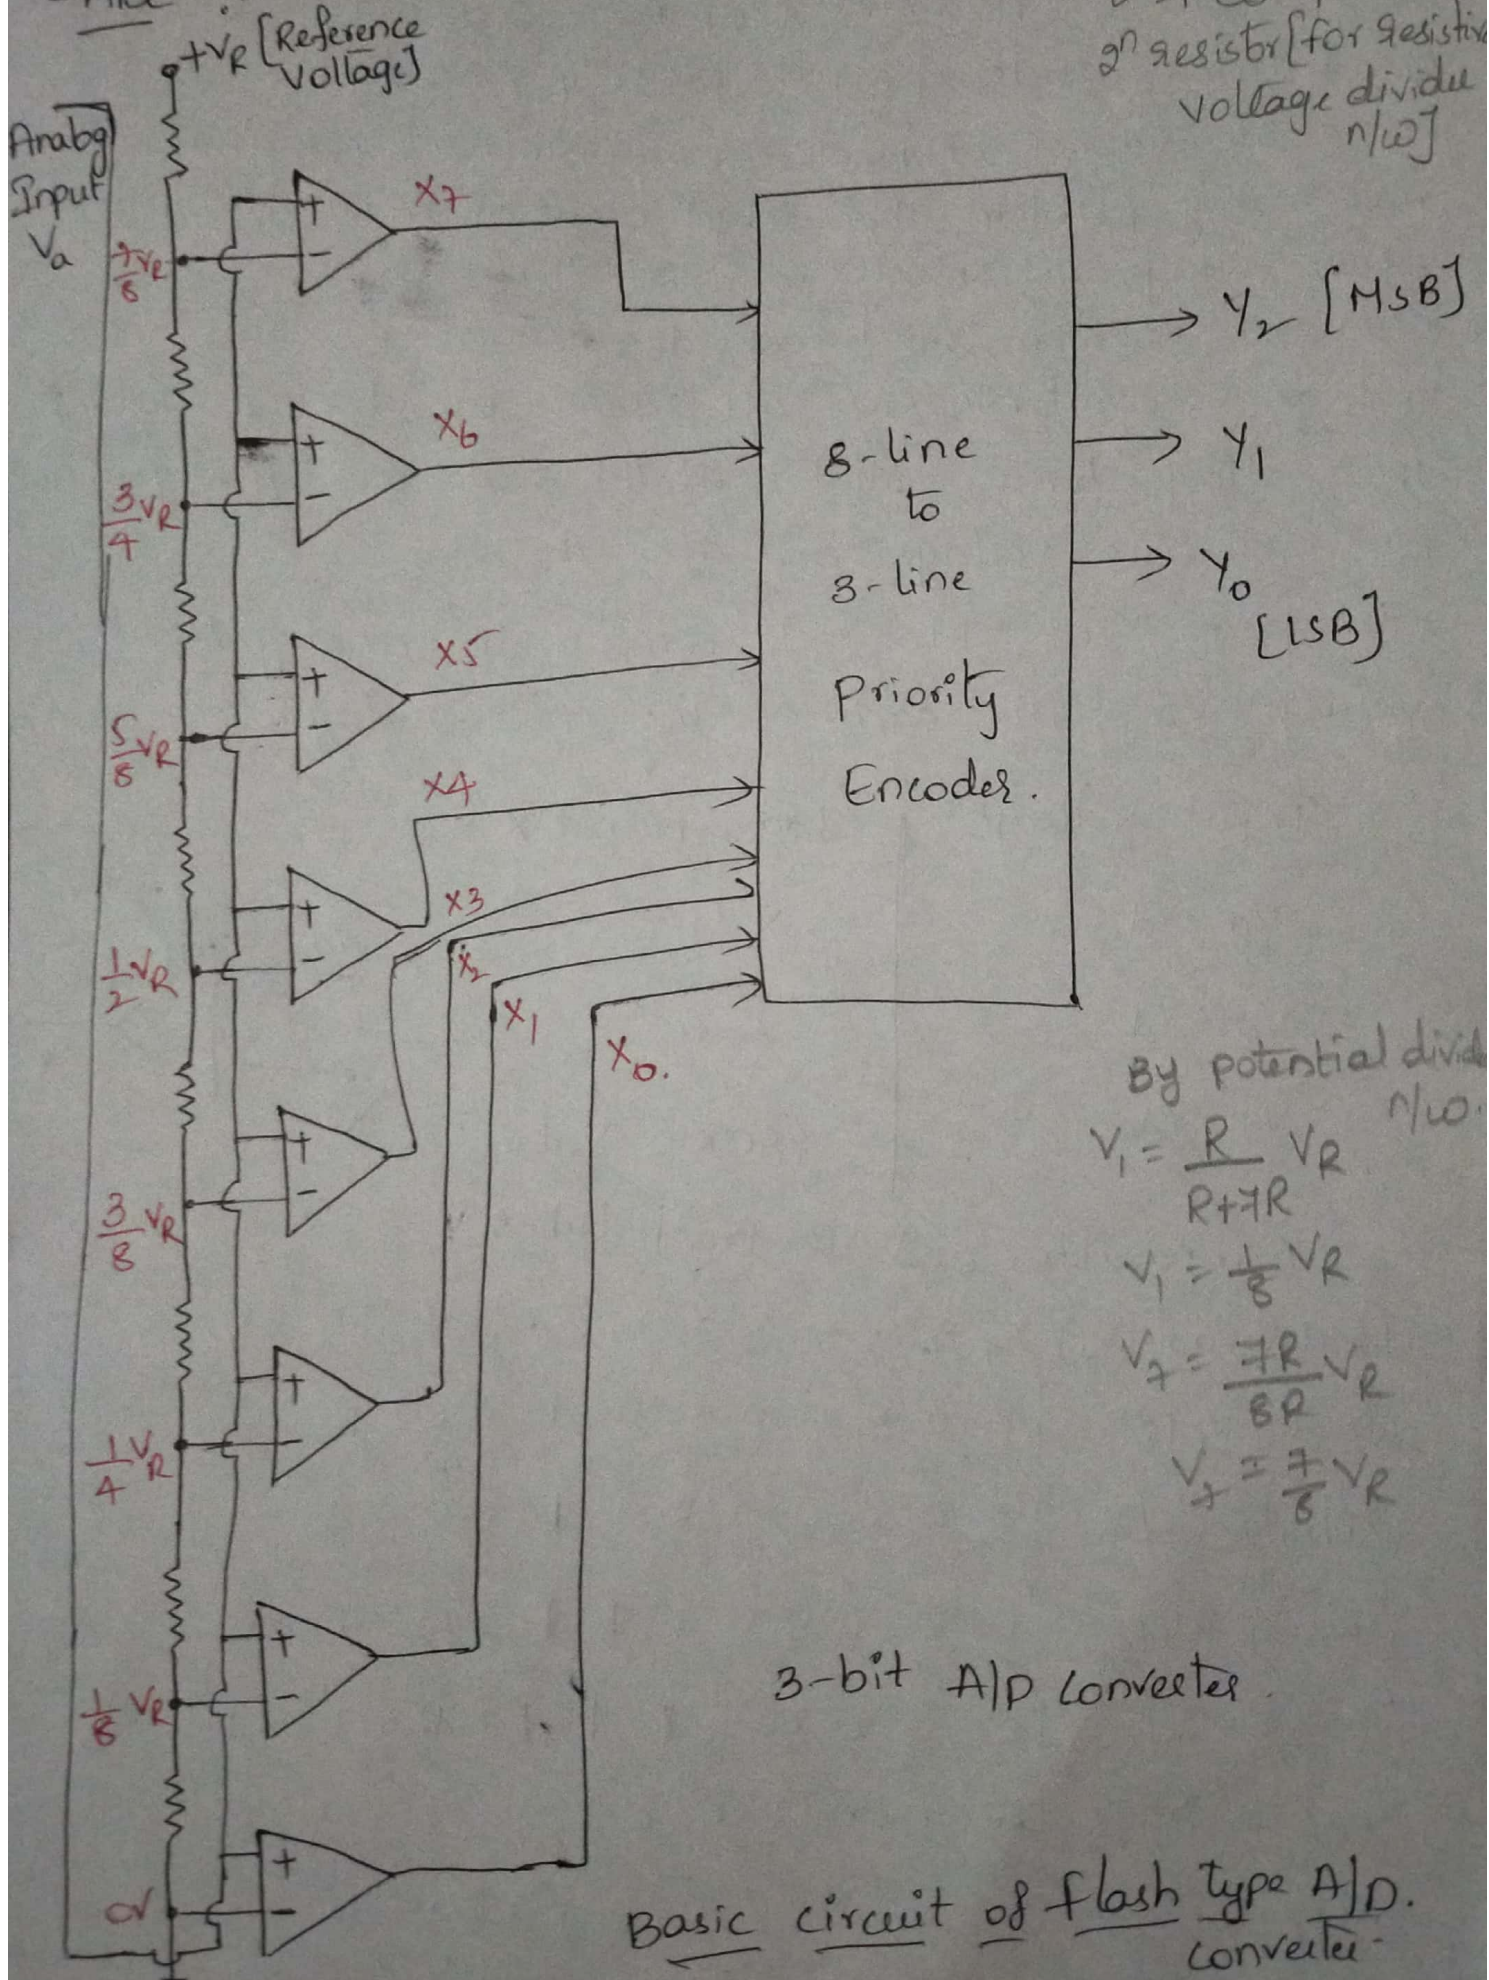 +VR [Reference
voltage]
2^n resistor [for resistive
voltage divider
n/w]
Analog
Input
Va
7/8 VR
+
-
X7
Y2 [MSB]
3/4 VR
+
-
X6
8-line
to
3-line
Priority
Encoder.
Y1
Y0
[LSB]
5/8 VR
+
-
X5
X4
1/2 VR
+
-
X3
X2
X1
X0.
3/8 VR
+
-
By potential divide
n/w.
V1 = R/(R+7R) VR
V1 = 1/8 VR
V7 = 7R/8R VR
V7 = 7/8 VR
1/4 VR
+
-
1/8 VR
+
-
3-bit A/D converter.
0V
+
-
Basic circuit of flash type A/D.
converter.